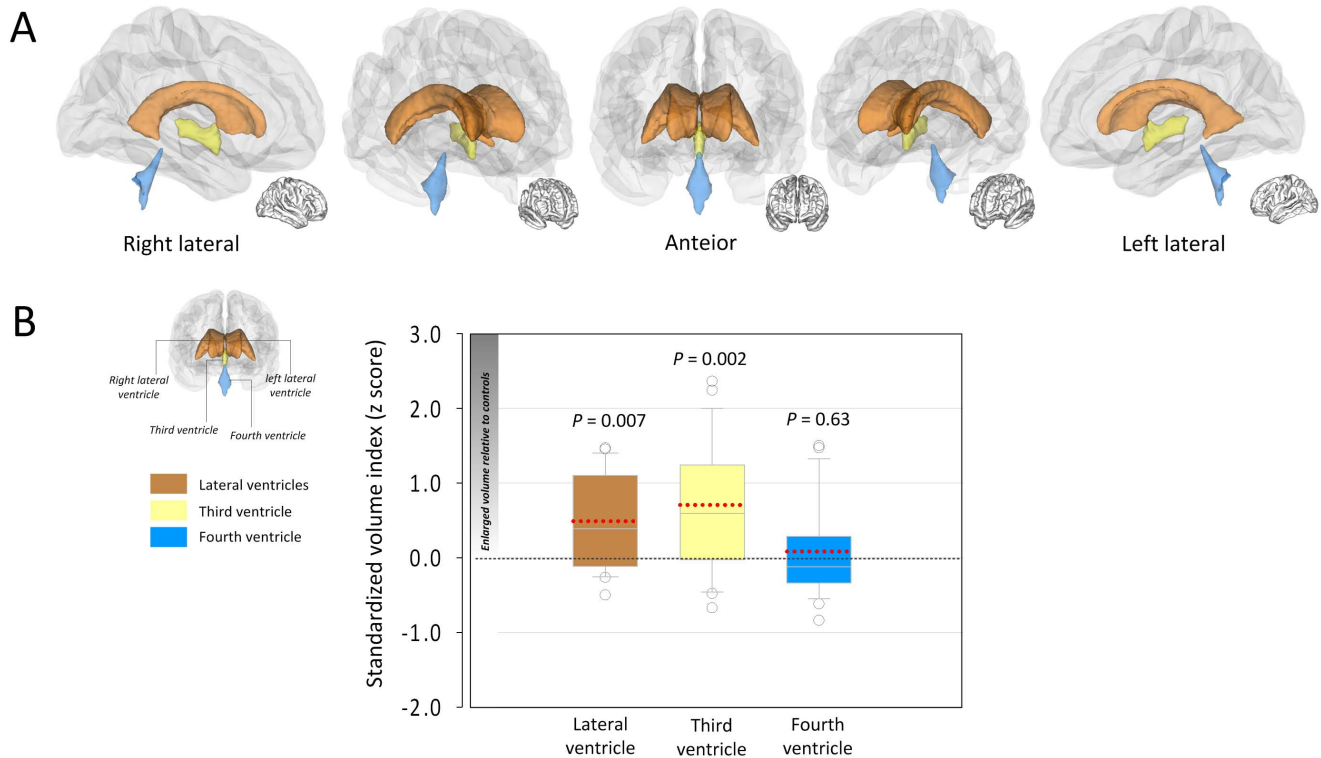 A
Right lateral
Anteior
Left lateral
B
Right lateral
ventricle
left lateral
ventricle
Third ventricle
Fourth ventricle
Lateral ventricles
Third ventricle
Fourth ventricle
Standardized volume index (z score)
3.0
2.0
1.0
0.0
-1.0
-2.0
Enlarged volume relative to controls
P = 0.007
P = 0.002
P = 0.63
Lateral
ventricle
Third
ventricle
Fourth
ventricle